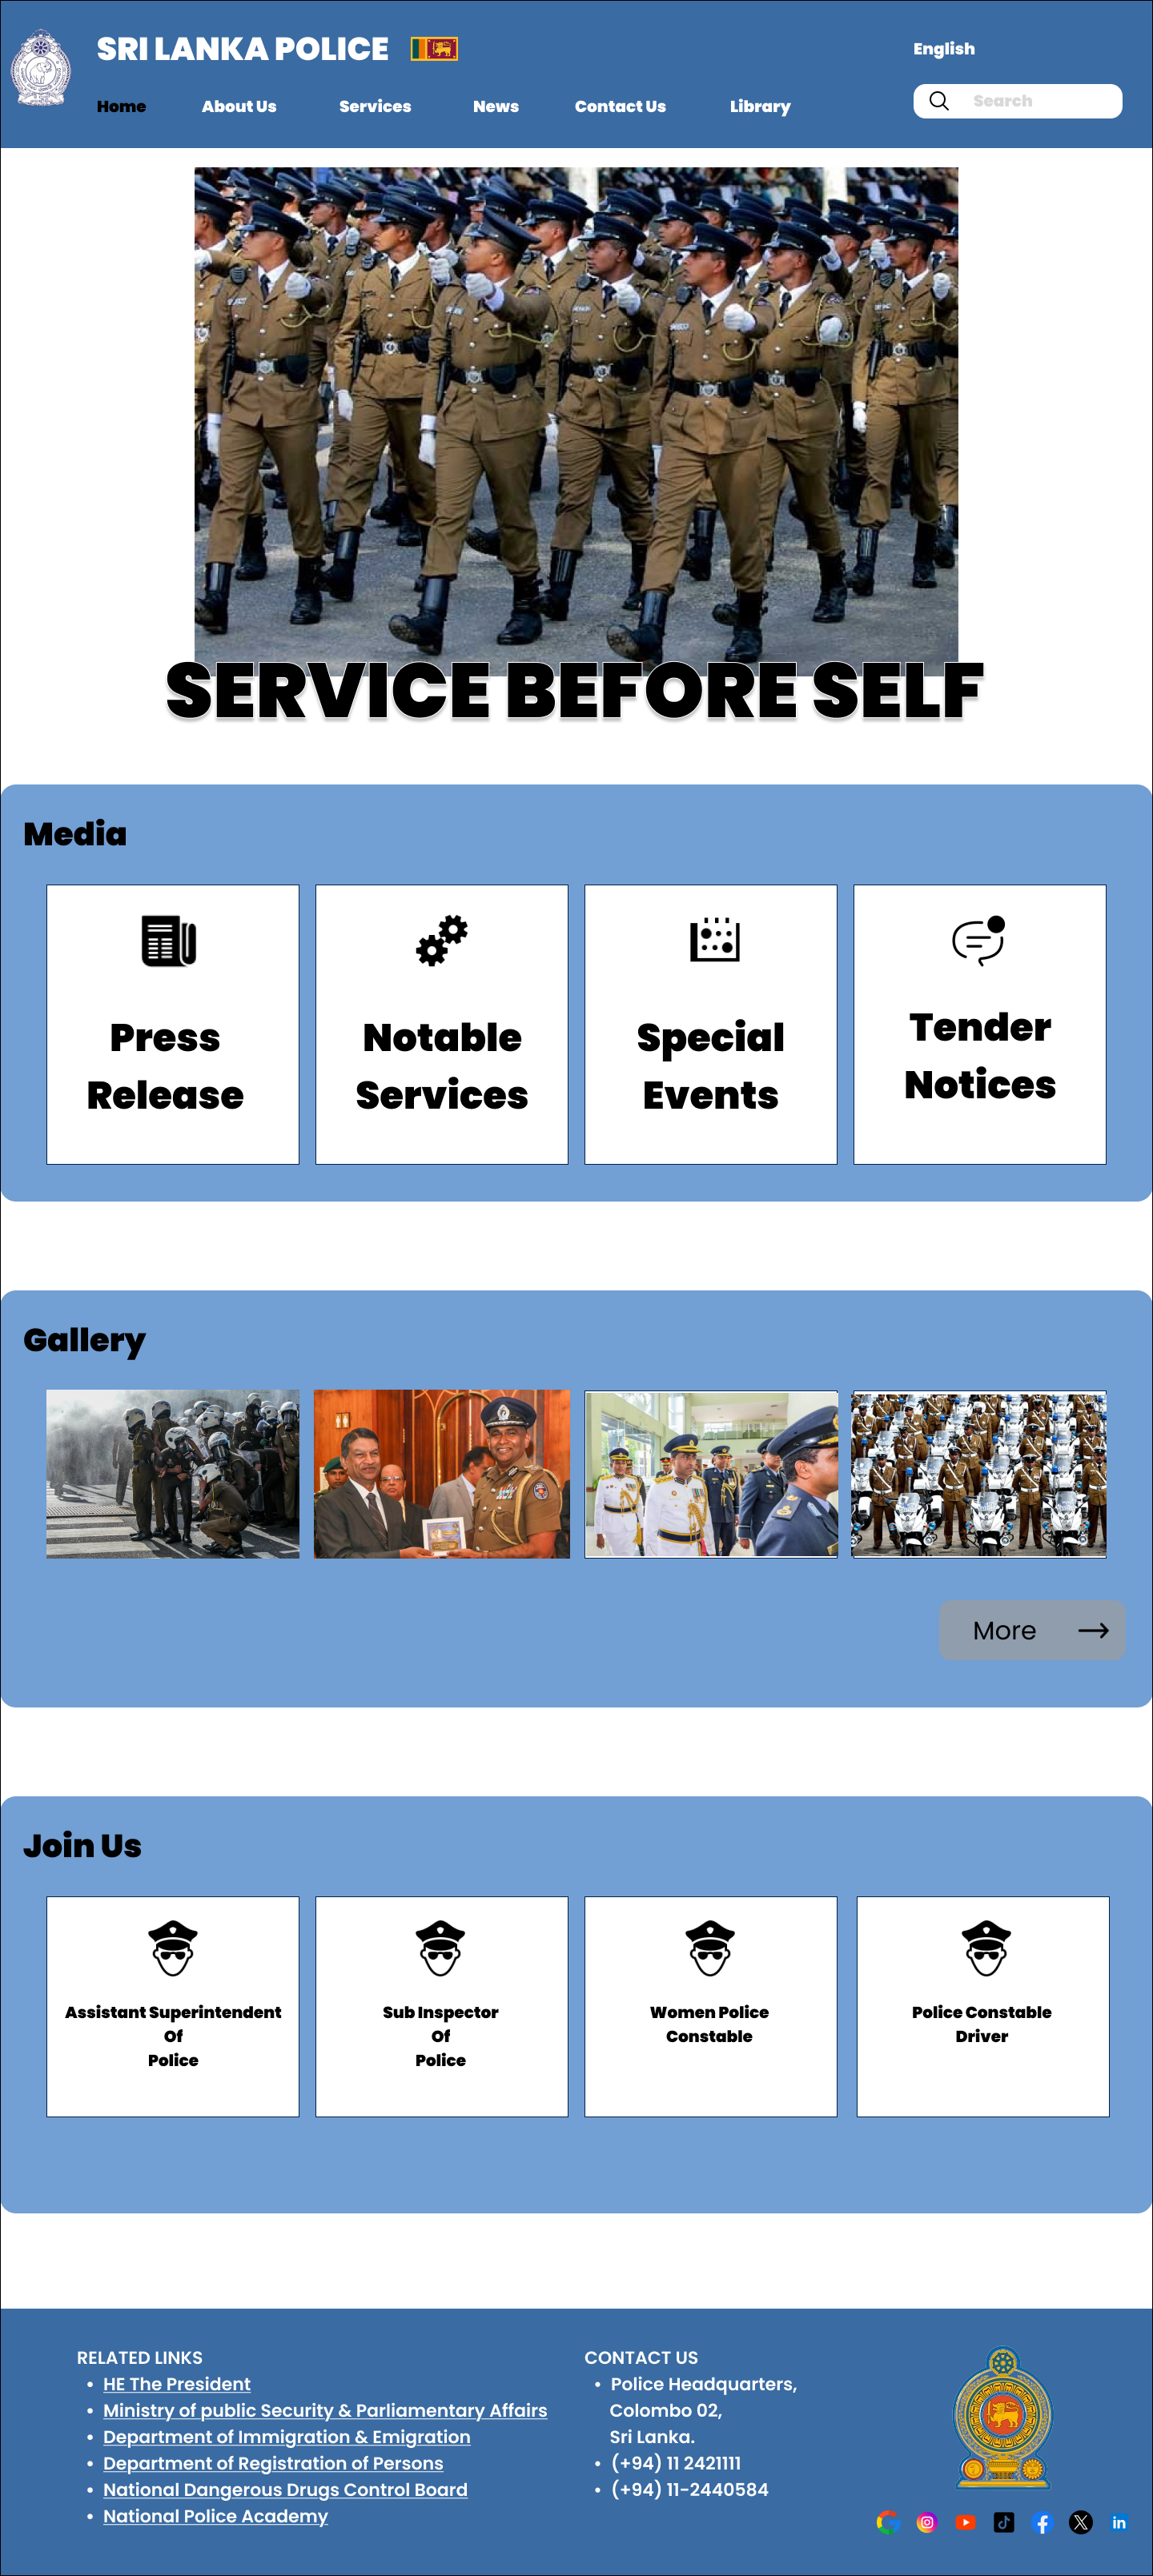 SRI LANKA POLICE
English
Home About Us Services News Contact Us Library
Search
SERVICE BEFORE SELF
Media
Press
Release
Notable
Services
Special
Events
Tender
Notices
Gallery
More
Join Us
Assistant Superintendent
Of
Police
Sub Inspector
Of
Police
Women Police
Constable
Police Constable
Driver
RELATED LINKS
• HE The President
• Ministry of public Security & Parliamentary Affairs
• Department of Immigration & Emigration
• Department of Registration of Persons
• National Dangerous Drugs Control Board
• National Police Academy
CONTACT US
• Police Headquarters,
Colombo 02,
Sri Lanka.
• (+94) 11 2421111
• (+94) 11-2440584